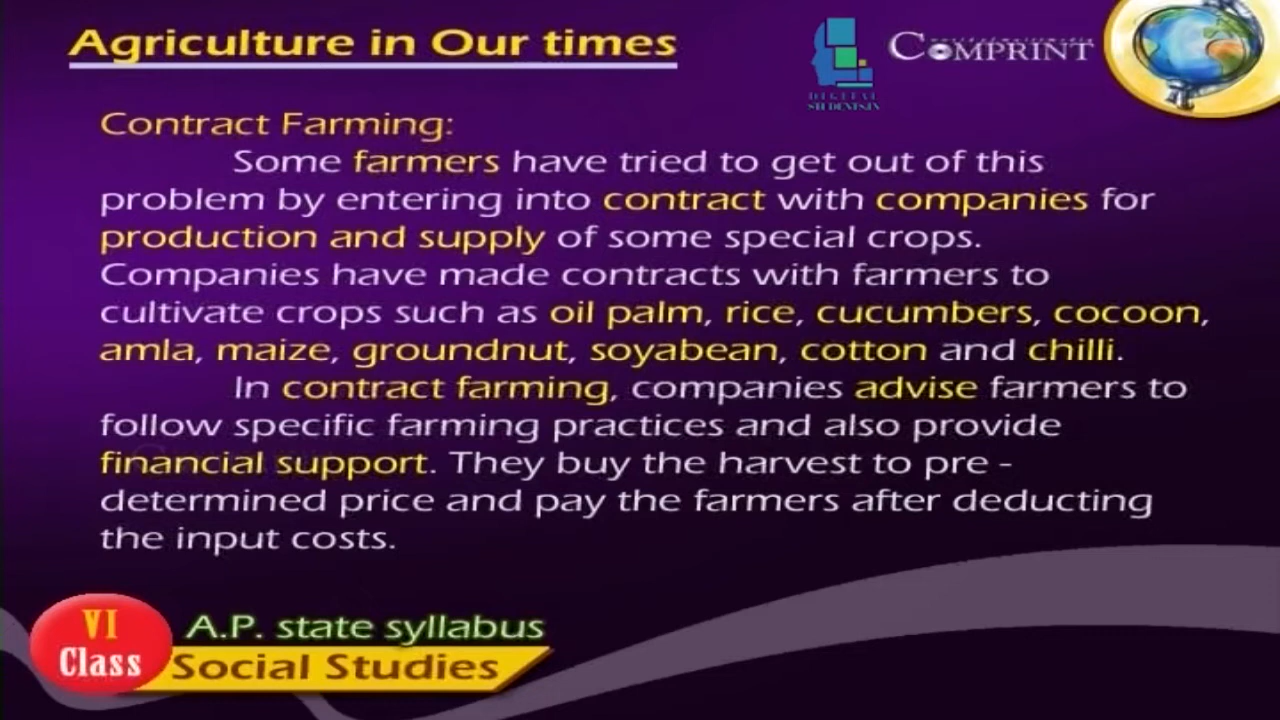 Agriculture in Our times
COMPRINT
DIGITAL
STUDENTS.IN
Contract Farming:
Some farmers have tried to get out of this
problem by entering into contract with companies for
production and supply of some special crops.
Companies have made contracts with farmers to
cultivate crops such as oil palm, rice, cucumbers, cocoon,
amla, maize, groundnut, soyabean, cotton and chilli.
In contract farming, companies advise farmers to
follow specific farming practices and also provide
financial support. They buy the harvest to pre -
determined price and pay the farmers after deducting
the input costs.
VI
Class
A.P. state syllabus
Social Studies